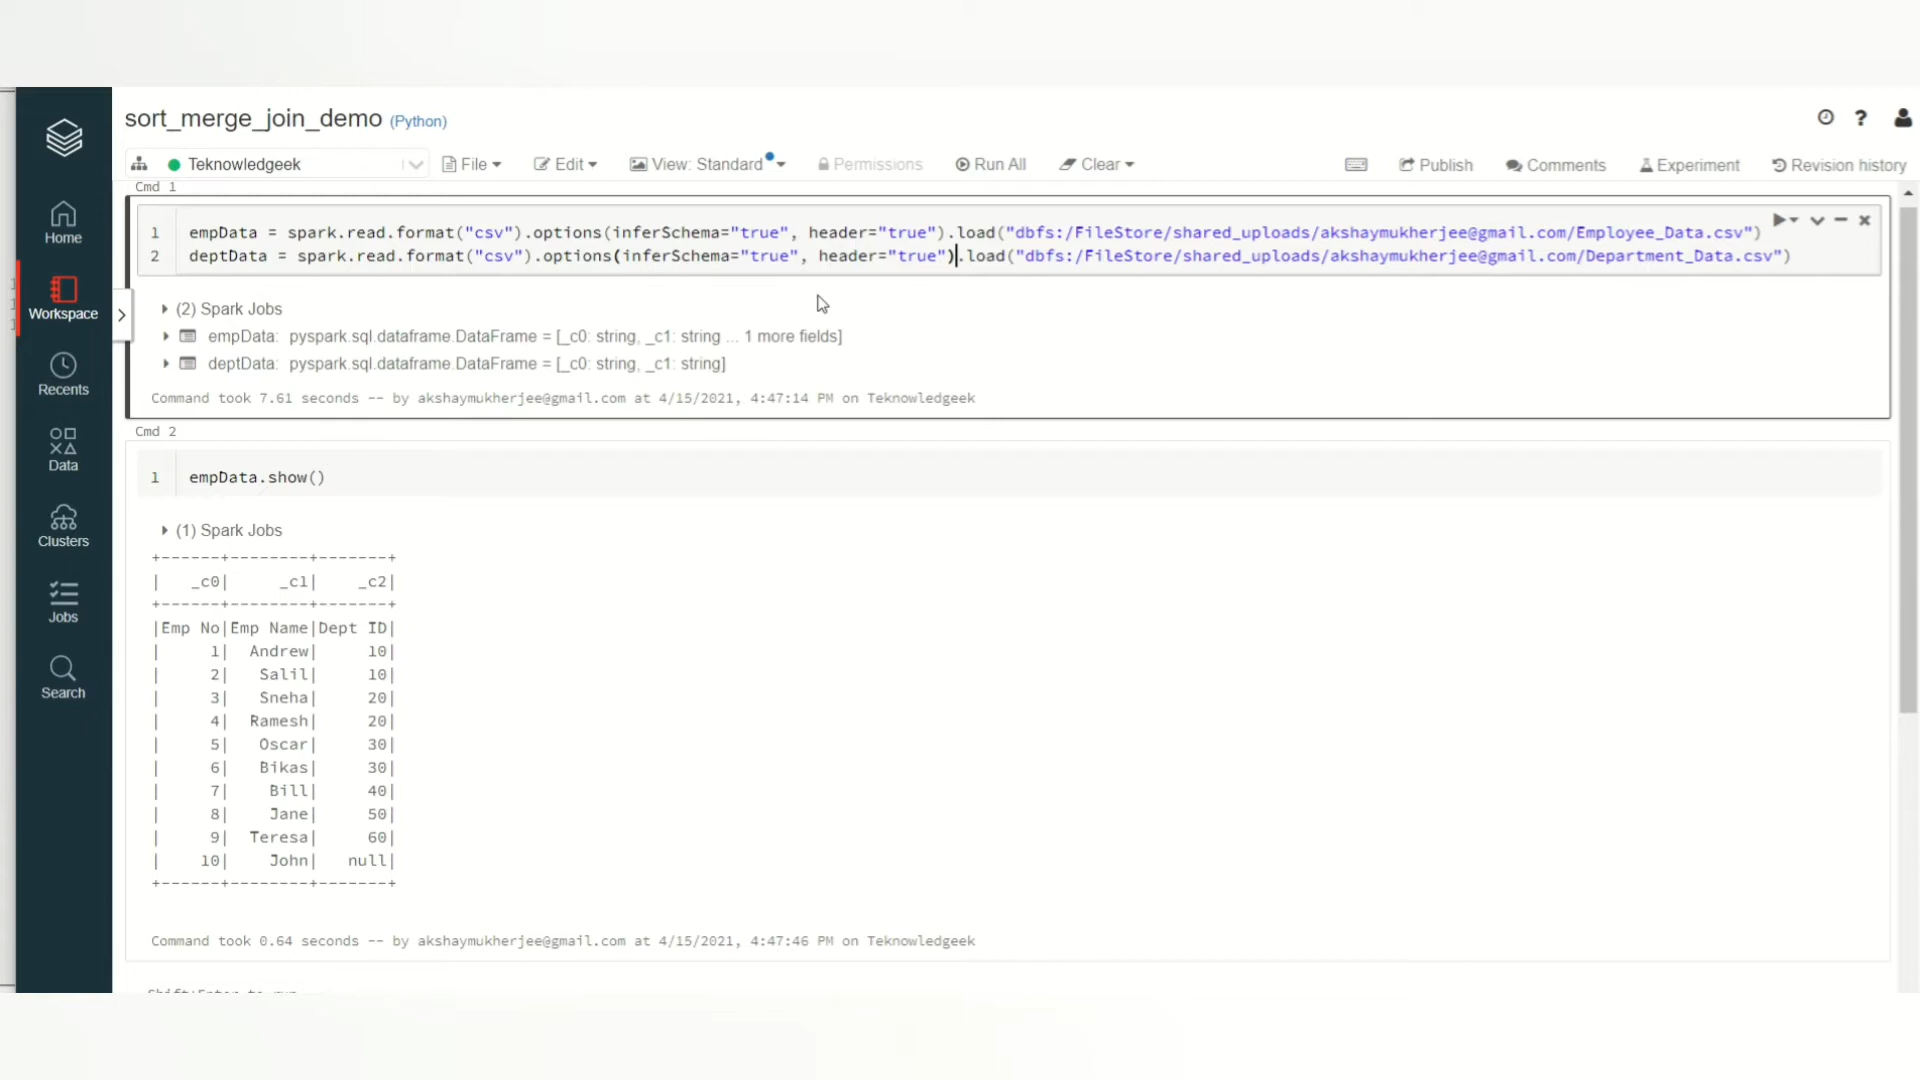 sort_merge_join_demo (Python)
Teknowledgeek File Edit View: Standard Permissions Run All Clear Publish Comments Experiment Revision history
Home
Workspace
Recents
Data
Clusters
Jobs
Search
Cmd 1
1 empData = spark.read.format("csv").options(inferSchema="true", header="true").load("dbfs:/FileStore/shared_uploads/akshaymukherjee@gmail.com/Employee_Data.csv")
2 deptData = spark.read.format("csv").options(inferSchema="true", header="true").load("dbfs:/FileStore/shared_uploads/akshaymukherjee@gmail.com/Department_Data.csv")
(2) Spark Jobs
empData: pyspark.sql.dataframe.DataFrame = [_c0: string, _c1: string ... 1 more fields]
deptData: pyspark.sql.dataframe.DataFrame = [_c0: string, _c1: string]
Command took 7.61 seconds -- by akshaymukherjee@gmail.com at 4/15/2021, 4:47:14 PM on Teknowledgeek
Cmd 2
1 empData.show()
(1) Spark Jobs
+------+--------+-------+
|   _c0|     _c1|    _c2|
+------+--------+-------+
|Emp No|Emp Name|Dept ID|
|     1|  Andrew|     10|
|     2|   Salil|     10|
|     3|   Sneha|     20|
|     4|  Ramesh|     20|
|     5|   Oscar|     30|
|     6|   Bikas|     30|
|     7|    Bill|     40|
|     8|    Jane|     50|
|     9|  Teresa|     60|
|    10|    John|   null|
+------+--------+-------+
Command took 0.64 seconds -- by akshaymukherjee@gmail.com at 4/15/2021, 4:47:46 PM on Teknowledgeek